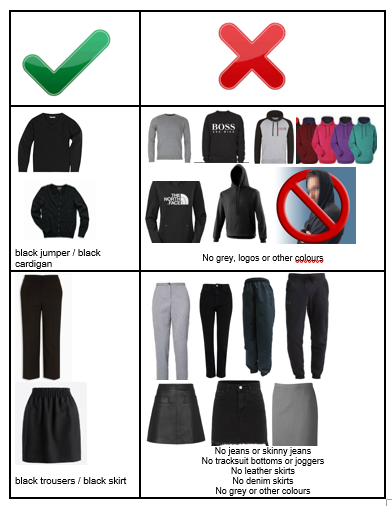 BOSS
HUGO BOSS
THE
NORTH
FACE
black jumper / black
cardigan
No grey, logos or other colours
No jeans or skinny jeans
No tracksuit bottoms or joggers
No leather skirts
No denim skirts
No grey or other colours
black trousers / black skirt